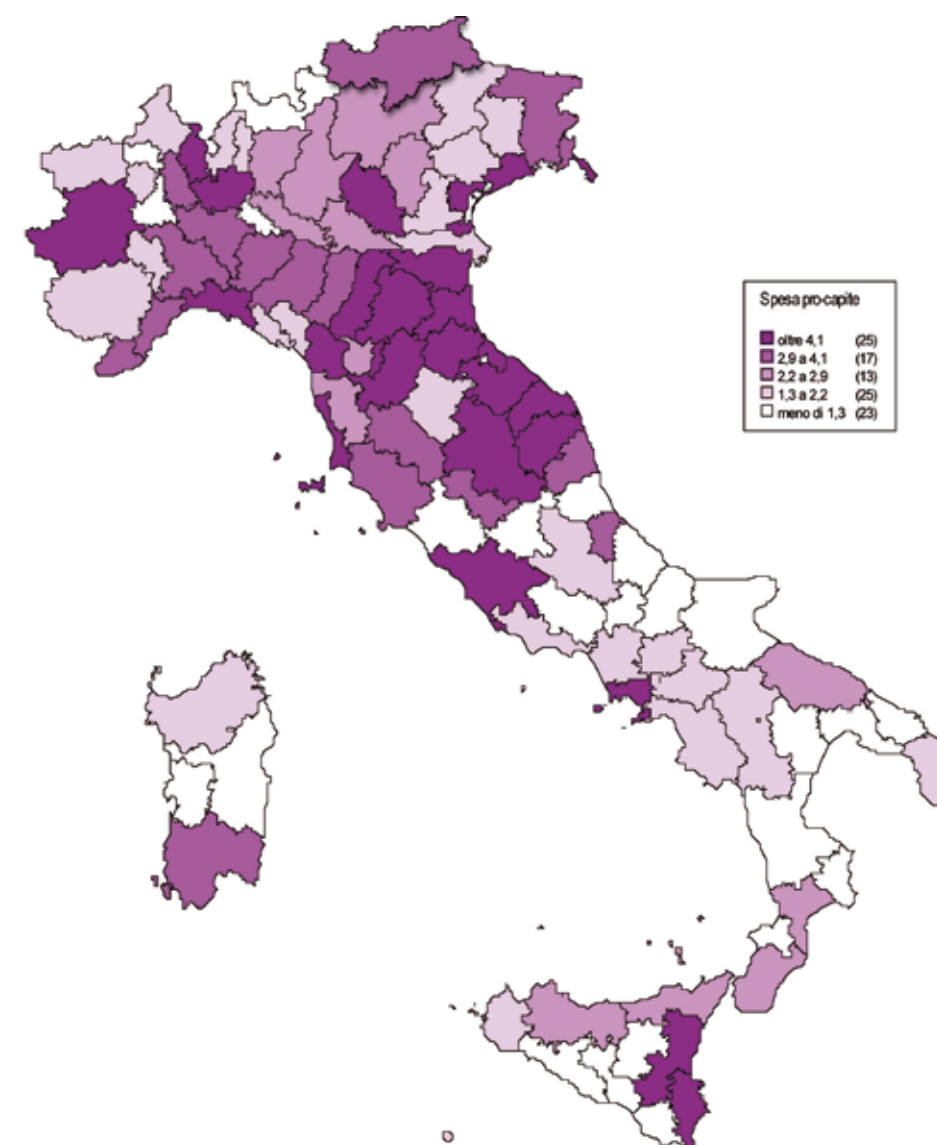 Spesa pro-capite
oltre 4,1 (25)
2,9 a 4,1 (17)
2,2 a 2,9 (13)
1,3 a 2,2 (25)
meno di 1,3 (23)